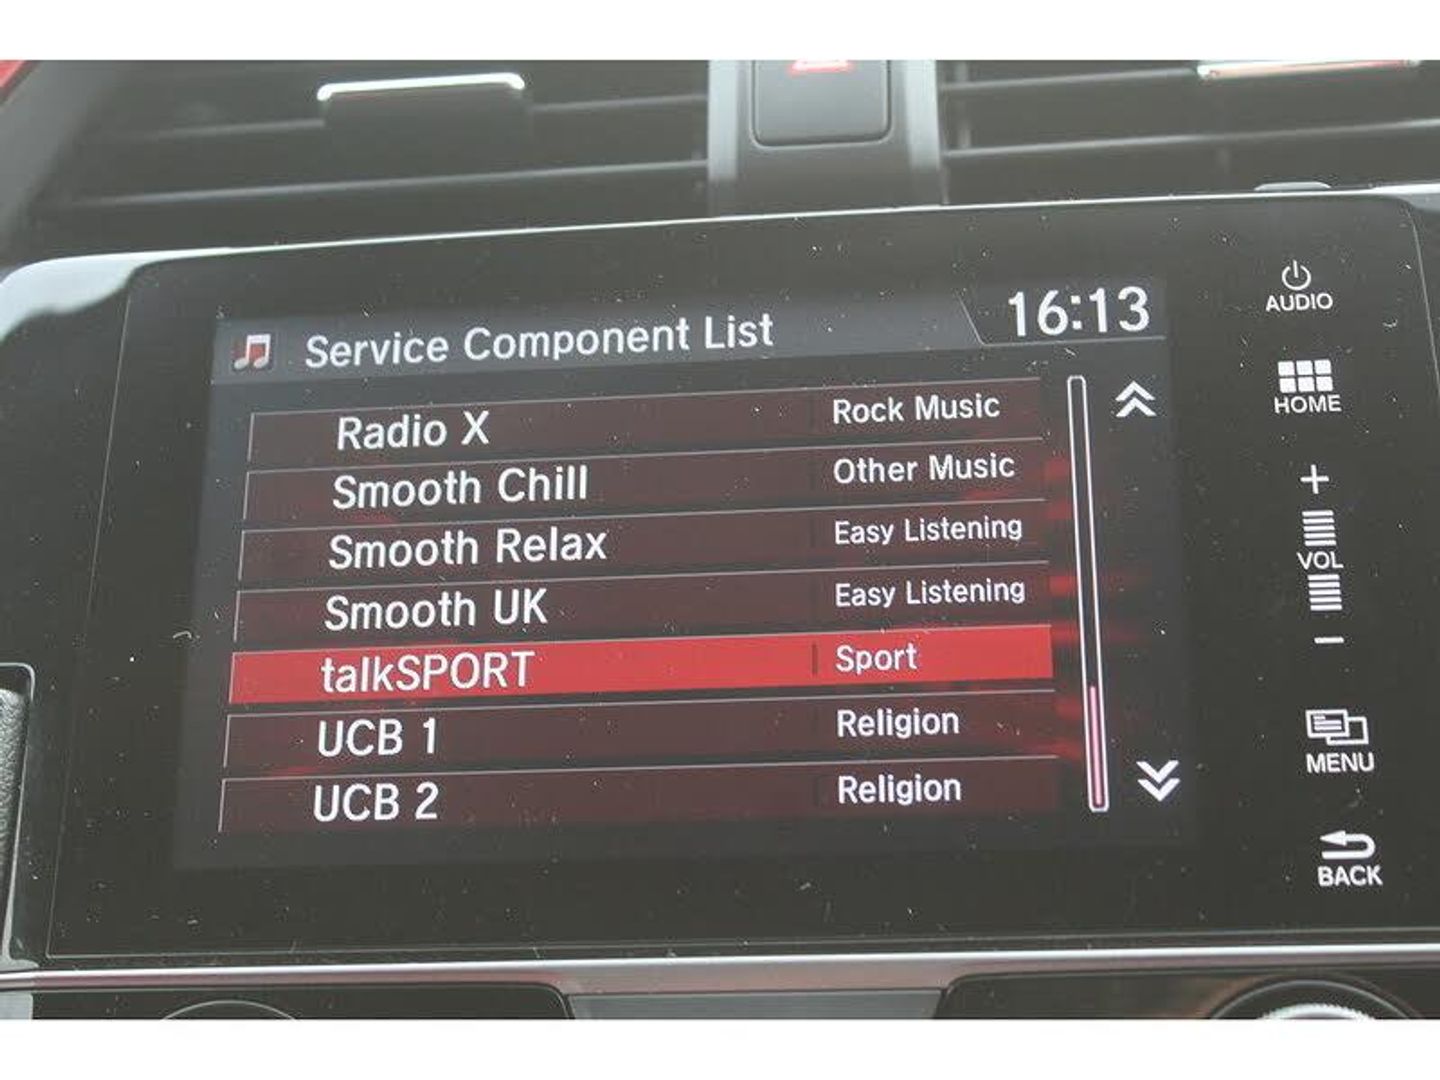 Service Component List 16:13
Radio X Rock Music
Smooth Chill Other Music
Smooth Relax Easy Listening
Smooth UK Easy Listening
talkSPORT Sport
UCB 1 Religion
UCB 2 Religion
AUDIO
HOME
+
VOL
−
MENU
BACK